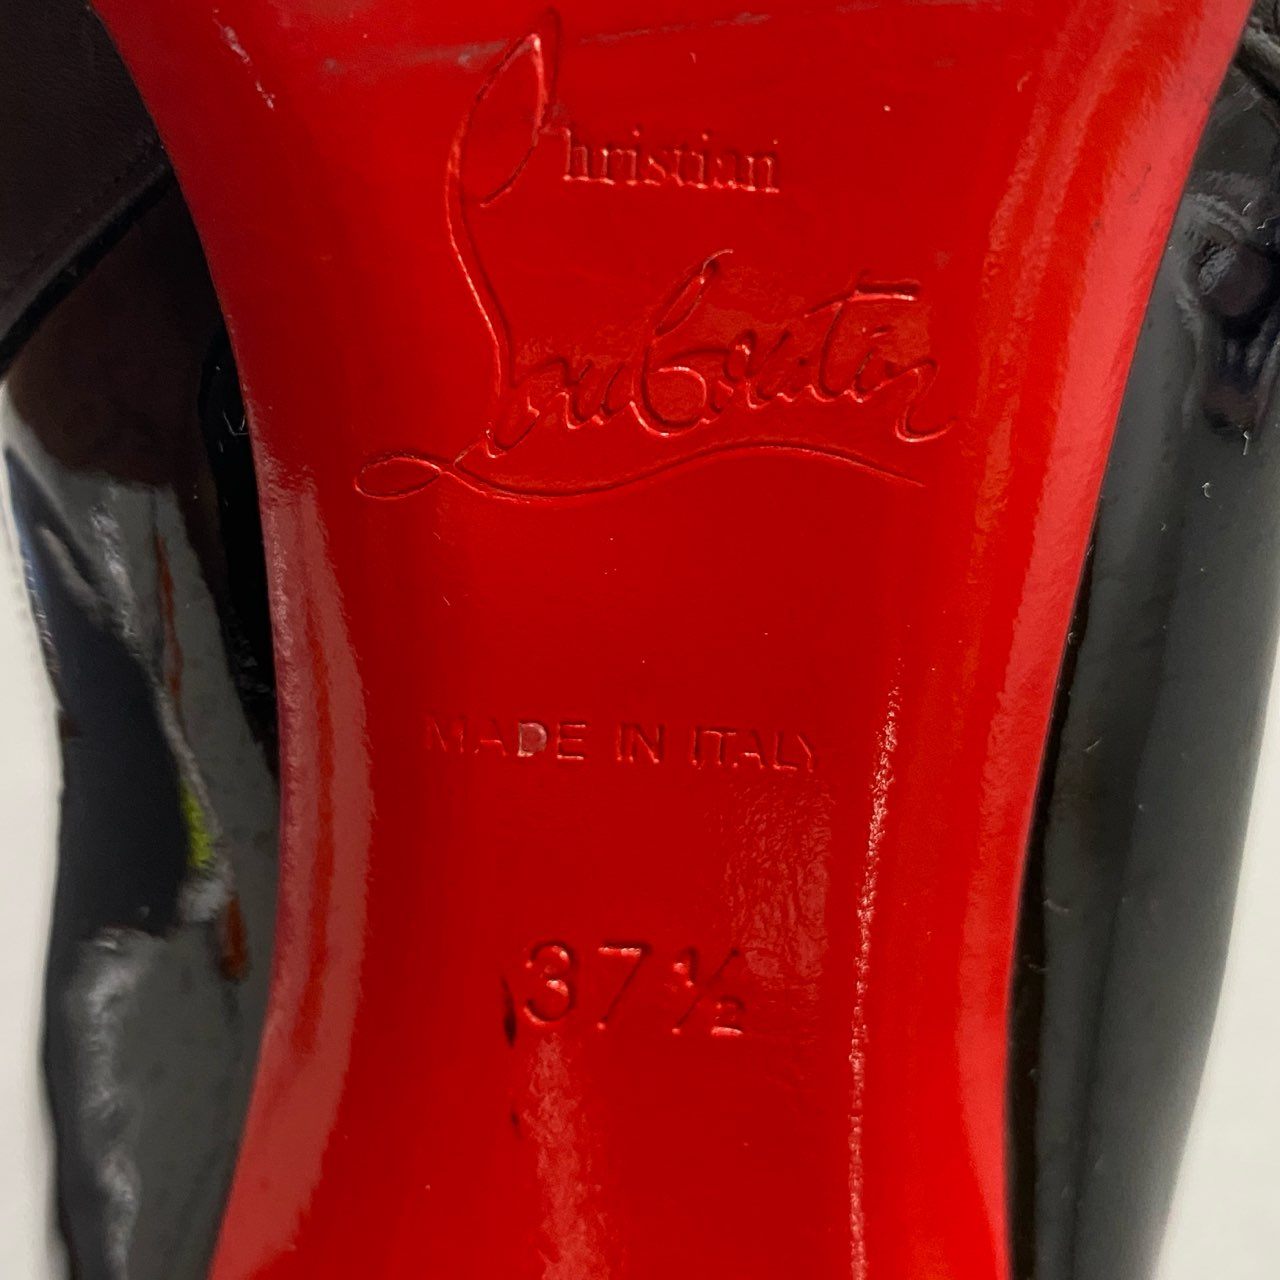 Christian
Louboutin
MADE IN ITALY
37½